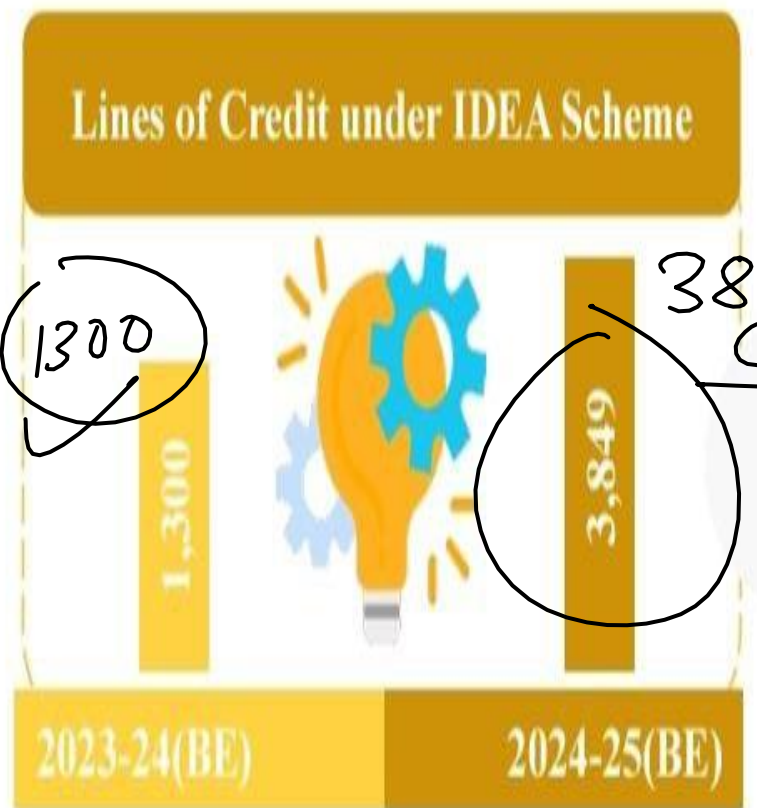 Lines of Credit under IDEA Scheme
1300
38
1,300
3,849
2023-24(BE)
2024-25(BE)